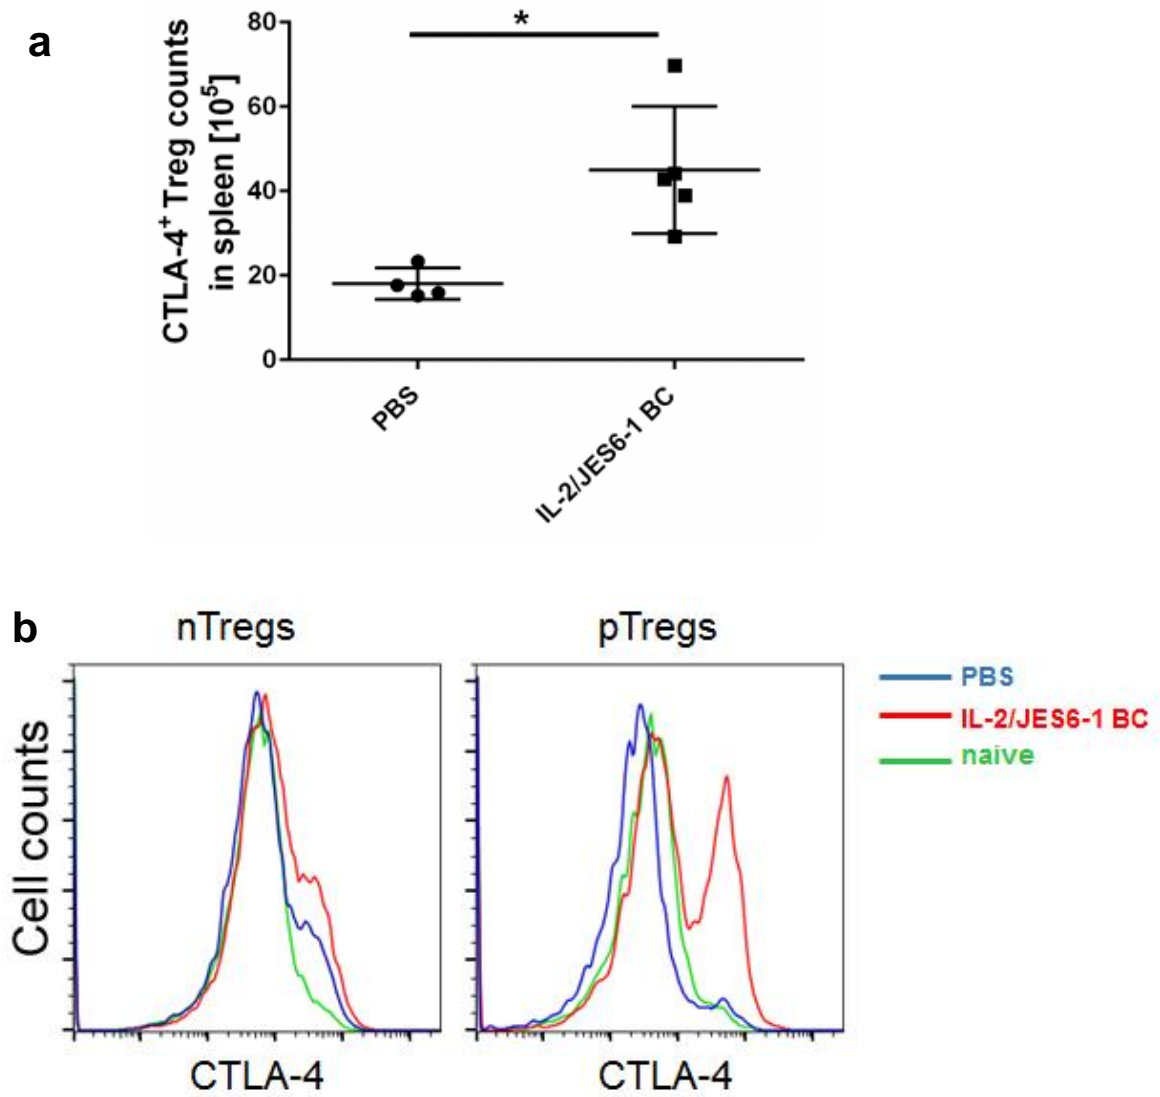 a
*
CTLA-4+ Treg counts
in spleen [10^5]
80
60
40
20
0
PBS
IL-2/JES6-1 BC
b
nTregs
pTregs
Cell counts
CTLA-4
CTLA-4
PBS
IL-2/JES6-1 BC
naive